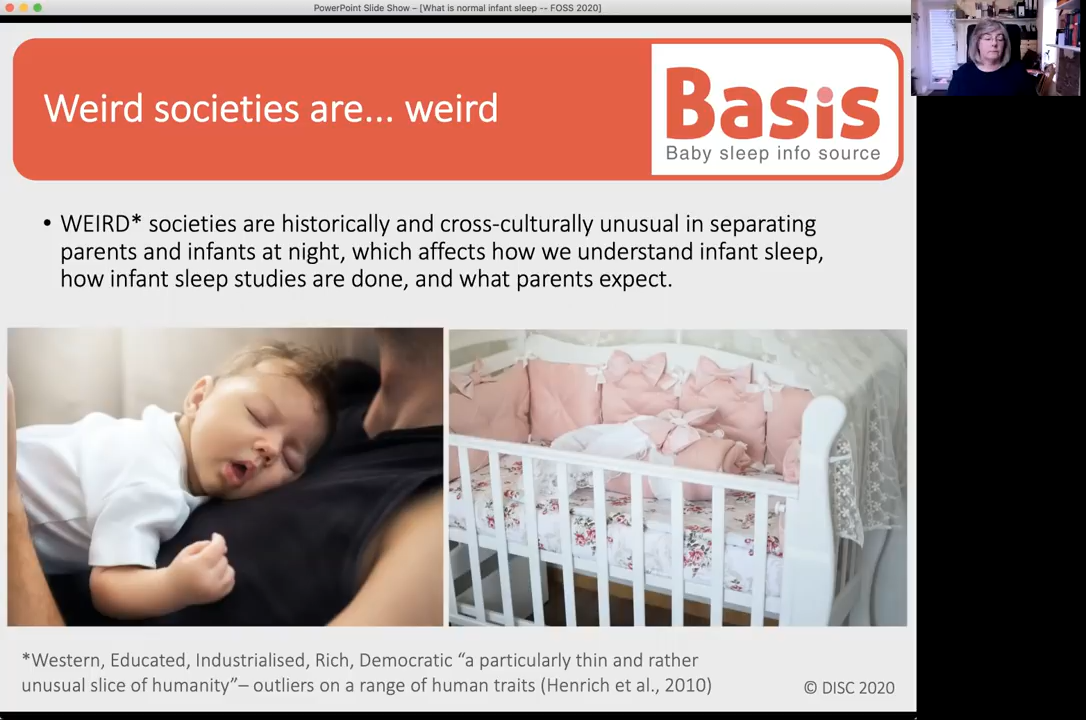 PowerPoint Slide Show – [What is normal infant sleep -- FOSS 2020]
Weird societies are... weird
Basis
Baby sleep info source
• WEIRD* societies are historically and cross-culturally unusual in separating
parents and infants at night, which affects how we understand infant sleep,
how infant sleep studies are done, and what parents expect.
*Western, Educated, Industrialised, Rich, Democratic “a particularly thin and rather
unusual slice of humanity”– outliers on a range of human traits (Henrich et al., 2010)
© DISC 2020